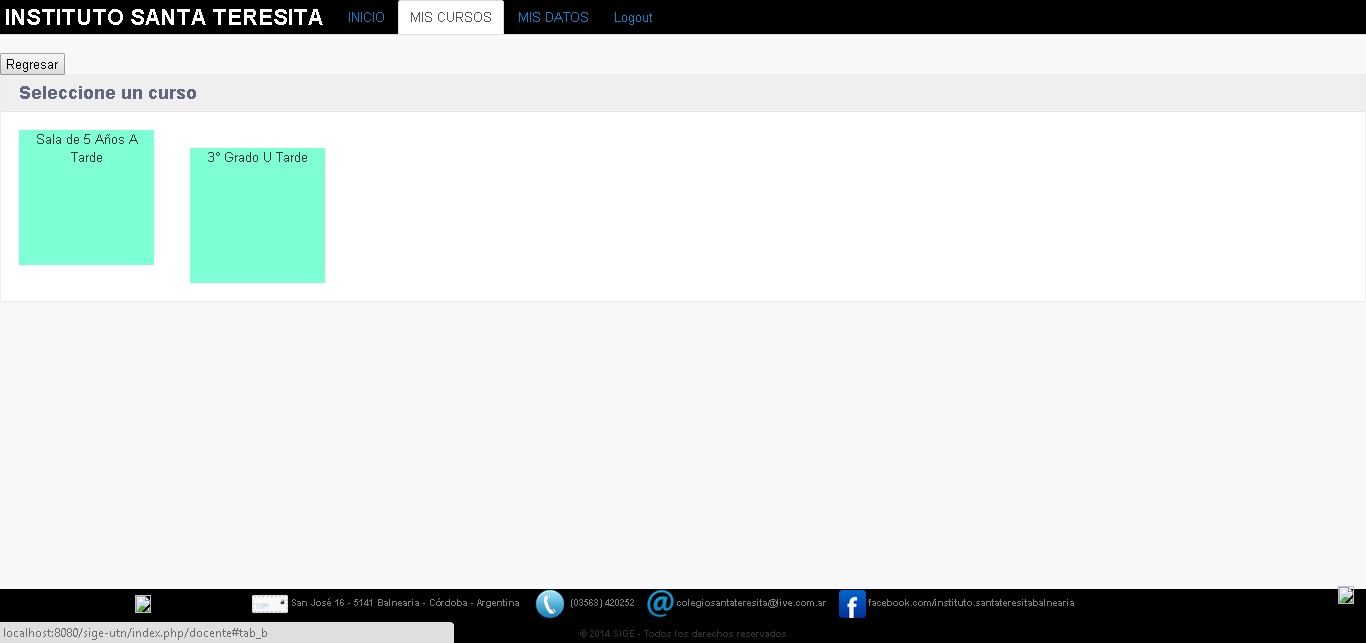 INSTITUTO SANTA TERESITA INICIO MIS CURSOS MIS DATOS Logout
Regresar
Seleccione un curso
Sala de 5 Años A
Tarde
3° Grado U Tarde
San José 16 - 5141 Balnearia - Córdoba - Argentina (03563) 420252 colegiosantateresita@live.com.ar facebook.com/instituto.santateresitabalnearia
localhost:8080/sige-utn/index.php/docente#tab_b
© 2014 SIGE - Todos los derechos reservados